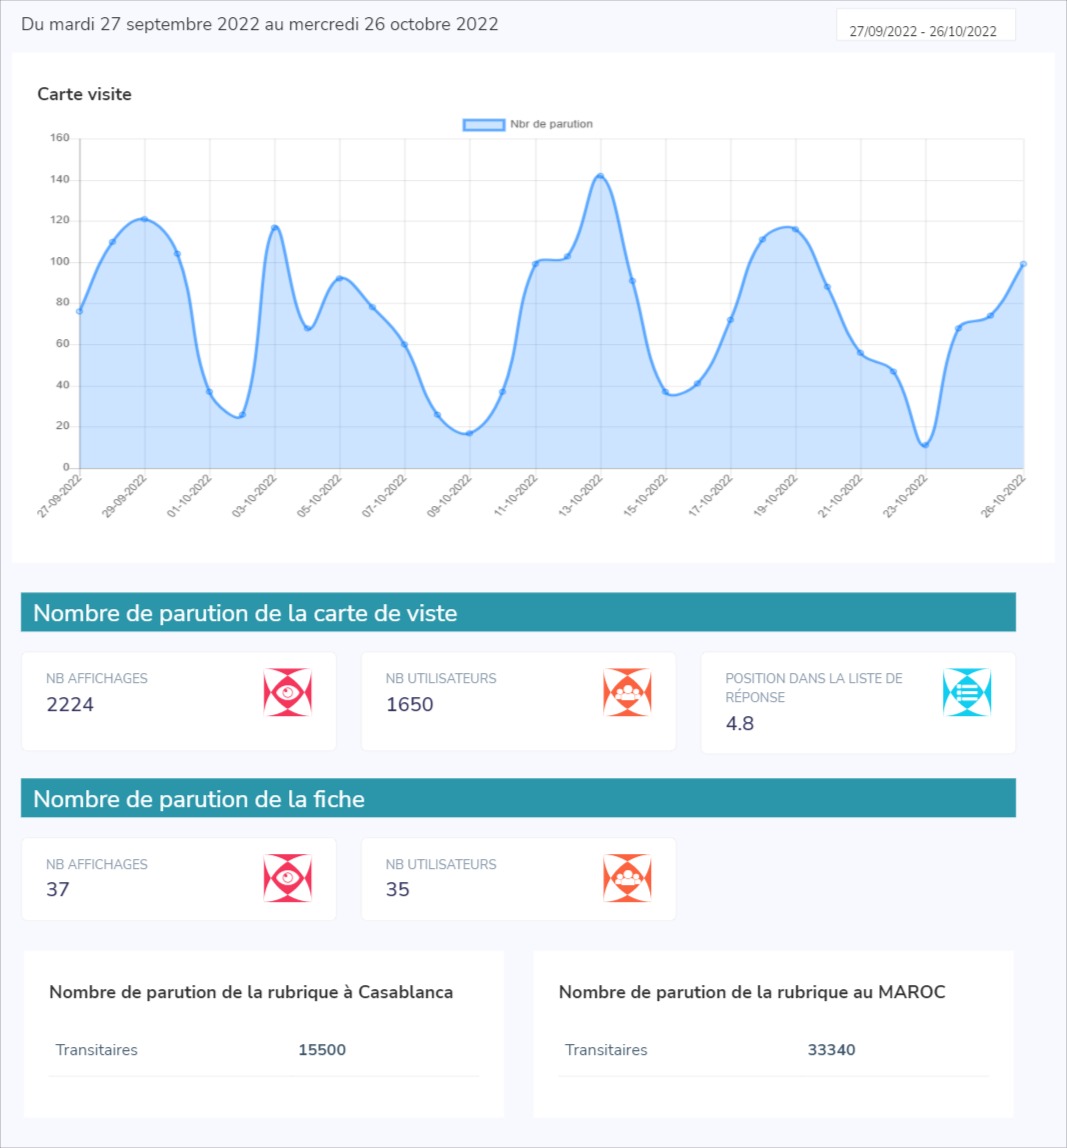 Du mardi 27 septembre 2022 au mercredi 26 octobre 2022
27/09/2022 - 26/10/2022
Carte visite
Nbr de parution
160
140
120
100
80
60
40
20
0
27-09-2022
29-09-2022
01-10-2022
03-10-2022
05-10-2022
07-10-2022
09-10-2022
11-10-2022
13-10-2022
15-10-2022
17-10-2022
19-10-2022
21-10-2022
23-10-2022
26-10-2022
Nombre de parution de la carte de viste
NB AFFICHAGES
2224
NB UTILISATEURS
1650
POSITION DANS LA LISTE DE
RÉPONSE
4.8
Nombre de parution de la fiche
NB AFFICHAGES
37
NB UTILISATEURS
35
Nombre de parution de la rubrique à Casablanca
Transitaires 15500
Nombre de parution de la rubrique au MAROC
Transitaires 33340